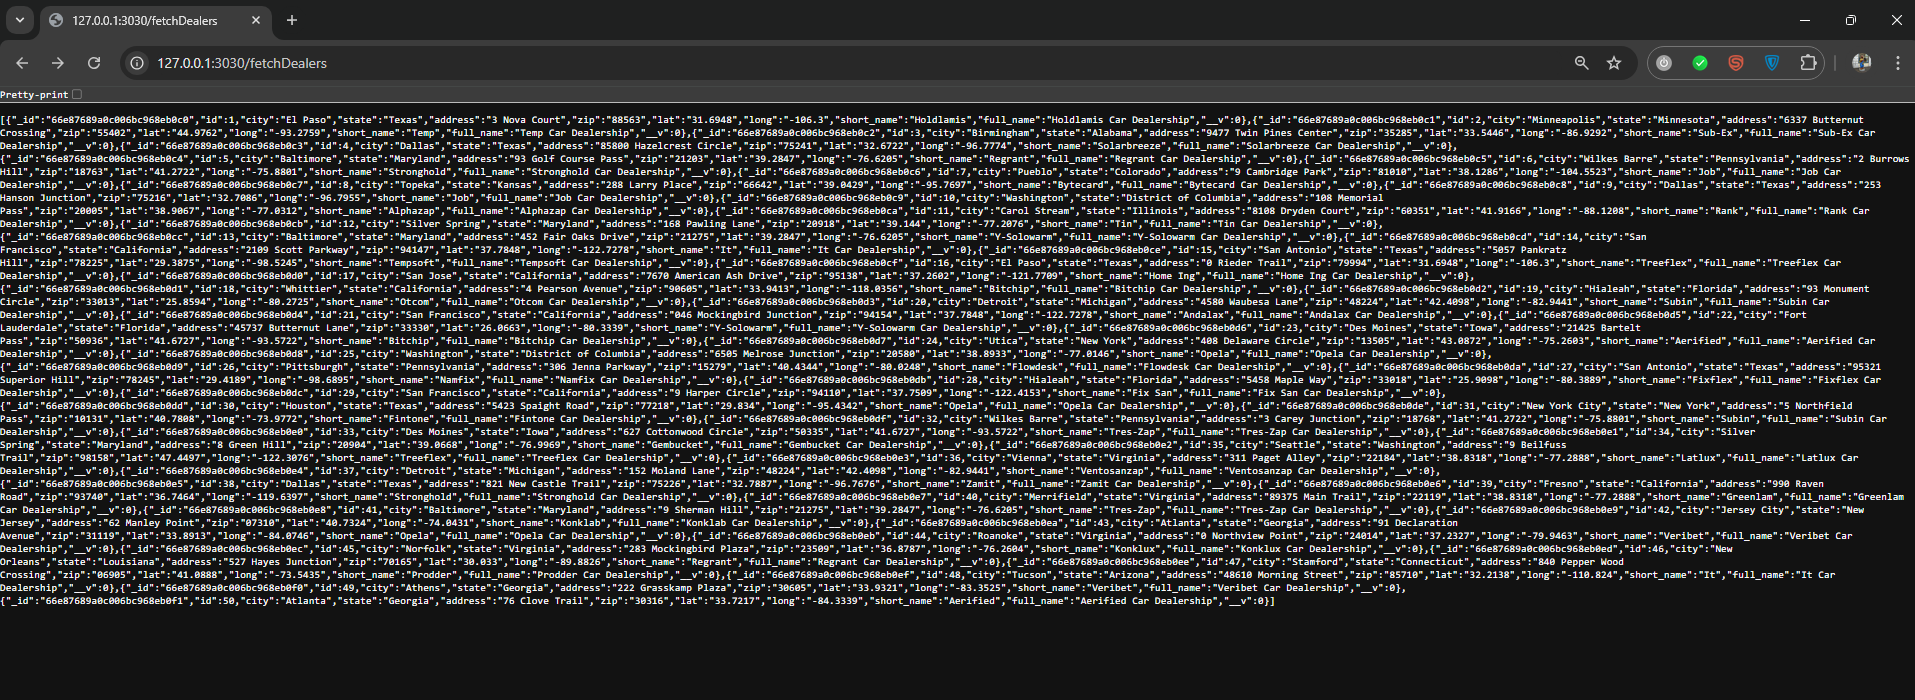 127.0.0.1:3030/fetchDealers
127.0.0.1:3030/fetchDealers
Pretty-print
[{"_id":"66e87689a0c006bc968eb0c0","id":1,"city":"El Paso","state":"Texas","address":"3 Nova Court","zip":"88563","lat":"31.6948","long":"-106.3","short_name":"Holdlamis","full_name":"Holdlamis Car Dealership","__v":0},{"_id":"66e87689a0c006bc968eb0c1","id":2,"city":"Minneapolis","state":"Minnesota","address":"6337 Butternut
Crossing","zip":"55402","lat":"44.9762","long":"-93.2759","short_name":"Temp","full_name":"Temp Car Dealership","__v":0},{"_id":"66e87689a0c006bc968eb0c2","id":3,"city":"Birmingham","state":"Alabama","address":"9477 Twin Pines Center","zip":"35285","lat":"33.5446","long":"-86.9292","short_name":"Sub-Ex","full_name":"Sub-Ex Car
Dealership","__v":0},{"_id":"66e87689a0c006bc968eb0c3","id":4,"city":"Dallas","state":"Texas","address":"85800 Hazelcrest Circle","zip":"75241","lat":"32.6722","long":"-96.7774","short_name":"Solarbreeze","full_name":"Solarbreeze Car Dealership","__v":0},
{"_id":"66e87689a0c006bc968eb0c4","id":5,"city":"Baltimore","state":"Maryland","address":"93 Golf Course Pass","zip":"21203","lat":"39.2847","long":"-76.6205","short_name":"Regrant","full_name":"Regrant Car Dealership","__v":0},{"_id":"66e87689a0c006bc968eb0c5","id":6,"city":"Wilkes Barre","state":"Pennsylvania","address":"2 Burrows
Hill","zip":"18763","lat":"41.2722","long":"-75.8801","short_name":"Stronghold","full_name":"Stronghold Car Dealership","__v":0},{"_id":"66e87689a0c006bc968eb0c6","id":7,"city":"Pueblo","state":"Colorado","address":"9 Cambridge Park","zip":"81010","lat":"38.1286","long":"-104.5523","short_name":"Job","full_name":"Job Car
Dealership","__v":0},{"_id":"66e87689a0c006bc968eb0c7","id":8,"city":"Topeka","state":"Kansas","address":"288 Larry Place","zip":"66642","lat":"39.0429","long":"-95.7697","short_name":"Bytecard","full_name":"Bytecard Car Dealership","__v":0},{"_id":"66e87689a0c006bc968eb0c8","id":9,"city":"Dallas","state":"Texas","address":"253
Hanson Junction","zip":"75216","lat":"32.7086","long":"-96.7955","short_name":"Job","full_name":"Job Car Dealership","__v":0},{"_id":"66e87689a0c006bc968eb0c9","id":10,"city":"Washington","state":"District of Columbia","address":"108 Memorial
Pass","zip":"20005","lat":"38.9067","long":"-77.0312","short_name":"Alphazap","full_name":"Alphazap Car Dealership","__v":0},{"_id":"66e87689a0c006bc968eb0ca","id":11,"city":"Carol Stream","state":"Illinois","address":"8108 Dryden Court","zip":"60351","lat":"41.9166","long":"-88.1208","short_name":"Rank","full_name":"Rank Car
Dealership","__v":0},{"_id":"66e87689a0c006bc968eb0cb","id":12,"city":"Silver Spring","state":"Maryland","address":"168 Pawling Lane","zip":"20918","lat":"39.144","long":"-77.2076","short_name":"Tin","full_name":"Tin Car Dealership","__v":0},
{"_id":"66e87689a0c006bc968eb0cc","id":13,"city":"Baltimore","state":"Maryland","address":"452 Fair Oaks Drive","zip":"21275","lat":"39.2847","long":"-76.6205","short_name":"Y-Solowarm","full_name":"Y-Solowarm Car Dealership","__v":0},{"_id":"66e87689a0c006bc968eb0cd","id":14,"city":"San
Francisco","state":"California","address":"2109 Scott Parkway","zip":"94147","lat":"37.7848","long":"-122.7278","short_name":"It","full_name":"It Car Dealership","__v":0},{"_id":"66e87689a0c006bc968eb0ce","id":15,"city":"San Antonio","state":"Texas","address":"5057 Pankratz
Hill","zip":"78225","lat":"29.3875","long":"-98.5245","short_name":"Tempsoft","full_name":"Tempsoft Car Dealership","__v":0},{"_id":"66e87689a0c006bc968eb0cf","id":16,"city":"El Paso","state":"Texas","address":"0 Rieder Trail","zip":"79994","lat":"31.6948","long":"-106.3","short_name":"Treeflex","full_name":"Treeflex Car
Dealership","__v":0},{"_id":"66e87689a0c006bc968eb0d0","id":17,"city":"San Jose","state":"California","address":"7670 American Ash Drive","zip":"95138","lat":"37.2602","long":"-121.7709","short_name":"Home Ing","full_name":"Home Ing Car Dealership","__v":0},
{"_id":"66e87689a0c006bc968eb0d1","id":18,"city":"Whittier","state":"California","address":"4 Pearson Avenue","zip":"90605","lat":"33.9413","long":"-118.0356","short_name":"Bitchip","full_name":"Bitchip Car Dealership","__v":0},{"_id":"66e87689a0c006bc968eb0d2","id":19,"city":"Hialeah","state":"Florida","address":"93 Monument
Circle","zip":"33013","lat":"25.8594","long":"-80.2725","short_name":"Otcom","full_name":"Otcom Car Dealership","__v":0},{"_id":"66e87689a0c006bc968eb0d3","id":20,"city":"Detroit","state":"Michigan","address":"4580 Waubesa Lane","zip":"48224","lat":"42.4098","long":"-82.9441","short_name":"Subin","full_name":"Subin Car
Dealership","__v":0},{"_id":"66e87689a0c006bc968eb0d4","id":21,"city":"San Francisco","state":"California","address":"046 Mockingbird Junction","zip":"94154","lat":"37.7848","long":"-122.7278","short_name":"Andalax","full_name":"Andalax Car Dealership","__v":0},{"_id":"66e87689a0c006bc968eb0d5","id":22,"city":"Fort
Lauderdale","state":"Florida","address":"45737 Butternut Lane","zip":"33330","lat":"26.0663","long":"-80.3339","short_name":"Y-Solowarm","full_name":"Y-Solowarm Car Dealership","__v":0},{"_id":"66e87689a0c006bc968eb0d6","id":23,"city":"Des Moines","state":"Iowa","address":"21425 Bartelt
Pass","zip":"50936","lat":"41.6727","long":"-93.5722","short_name":"Bitchip","full_name":"Bitchip Car Dealership","__v":0},{"_id":"66e87689a0c006bc968eb0d7","id":24,"city":"Utica","state":"New York","address":"408 Delaware Circle","zip":"13505","lat":"43.0872","long":"-75.2603","short_name":"Aerified","full_name":"Aerified Car
Dealership","__v":0},{"_id":"66e87689a0c006bc968eb0d8","id":25,"city":"Washington","state":"District of Columbia","address":"6505 Melrose Junction","zip":"20580","lat":"38.8933","long":"-77.0146","short_name":"Opela","full_name":"Opela Car Dealership","__v":0},
{"_id":"66e87689a0c006bc968eb0d9","id":26,"city":"Pittsburgh","state":"Pennsylvania","address":"306 Jenna Parkway","zip":"15279","lat":"40.4344","long":"-80.0248","short_name":"Flowdesk","full_name":"Flowdesk Car Dealership","__v":0},{"_id":"66e87689a0c006bc968eb0da","id":27,"city":"San Antonio","state":"Texas","address":"95321
Superior Hill","zip":"78245","lat":"29.4189","long":"-98.6895","short_name":"Namfix","full_name":"Namfix Car Dealership","__v":0},{"_id":"66e87689a0c006bc968eb0db","id":28,"city":"Hialeah","state":"Florida","address":"5458 Maple Way","zip":"33018","lat":"25.9098","long":"-80.3889","short_name":"Fixflex","full_name":"Fixflex Car
Dealership","__v":0},{"_id":"66e87689a0c006bc968eb0dc","id":29,"city":"San Francisco","state":"California","address":"9 Harper Circle","zip":"94110","lat":"37.7509","long":"-122.4153","short_name":"Fix San","full_name":"Fix San Car Dealership","__v":0},
{"_id":"66e87689a0c006bc968eb0dd","id":30,"city":"Houston","state":"Texas","address":"5423 Spaight Road","zip":"77218","lat":"29.834","long":"-95.4342","short_name":"Opela","full_name":"Opela Car Dealership","__v":0},{"_id":"66e87689a0c006bc968eb0de","id":31,"city":"New York City","state":"New York","address":"5 Northfield
Pass","zip":"10131","lat":"40.7808","long":"-73.9772","short_name":"Fintone","full_name":"Fintone Car Dealership","__v":0},{"_id":"66e87689a0c006bc968eb0df","id":32,"city":"Wilkes Barre","state":"Pennsylvania","address":"3 Carey Junction","zip":"18768","lat":"41.2722","long":"-75.8801","short_name":"Subin","full_name":"Subin Car
Dealership","__v":0},{"_id":"66e87689a0c006bc968eb0e0","id":33,"city":"Des Moines","state":"Iowa","address":"627 Cottonwood Circle","zip":"50335","lat":"41.6727","long":"-93.5722","short_name":"Tres-Zap","full_name":"Tres-Zap Car Dealership","__v":0},{"_id":"66e87689a0c006bc968eb0e1","id":34,"city":"Silver
Spring","state":"Maryland","address":"8 Green Hill","zip":"20904","lat":"39.0668","long":"-76.9969","short_name":"Gembucket","full_name":"Gembucket Car Dealership","__v":0},{"_id":"66e87689a0c006bc968eb0e2","id":35,"city":"Seattle","state":"Washington","address":"9 Beilfuss
Trail","zip":"98158","lat":"47.4497","long":"-122.3076","short_name":"Treeflex","full_name":"Treeflex Car Dealership","__v":0},{"_id":"66e87689a0c006bc968eb0e3","id":36,"city":"Vienna","state":"Virginia","address":"311 Paget Alley","zip":"22184","lat":"38.8318","long":"-77.2888","short_name":"Latlux","full_name":"Latlux Car
Dealership","__v":0},{"_id":"66e87689a0c006bc968eb0e4","id":37,"city":"Detroit","state":"Michigan","address":"152 Moland Lane","zip":"48224","lat":"42.4098","long":"-82.9441","short_name":"Ventosanzap","full_name":"Ventosanzap Car Dealership","__v":0},
{"_id":"66e87689a0c006bc968eb0e5","id":38,"city":"Dallas","state":"Texas","address":"821 New Castle Trail","zip":"75226","lat":"32.7887","long":"-96.7676","short_name":"Zamit","full_name":"Zamit Car Dealership","__v":0},{"_id":"66e87689a0c006bc968eb0e6","id":39,"city":"Fresno","state":"California","address":"990 Raven
Road","zip":"93740","lat":"36.7464","long":"-119.6397","short_name":"Stronghold","full_name":"Stronghold Car Dealership","__v":0},{"_id":"66e87689a0c006bc968eb0e7","id":40,"city":"Merrifield","state":"Virginia","address":"89375 Main Trail","zip":"22119","lat":"38.8318","long":"-77.2888","short_name":"Greenlam","full_name":"Greenlam
Car Dealership","__v":0},{"_id":"66e87689a0c006bc968eb0e8","id":41,"city":"Baltimore","state":"Maryland","address":"9 Sherman Hill","zip":"21275","lat":"39.2847","long":"-76.6205","short_name":"Tres-Zap","full_name":"Tres-Zap Car Dealership","__v":0},{"_id":"66e87689a0c006bc968eb0e9","id":42,"city":"Jersey City","state":"New
Jersey","address":"62 Manley Point","zip":"07310","lat":"40.7324","long":"-74.0431","short_name":"Konklab","full_name":"Konklab Car Dealership","__v":0},{"_id":"66e87689a0c006bc968eb0ea","id":43,"city":"Atlanta","state":"Georgia","address":"91 Declaration
Avenue","zip":"31119","lat":"33.8913","long":"-84.0746","short_name":"Opela","full_name":"Opela Car Dealership","__v":0},{"_id":"66e87689a0c006bc968eb0eb","id":44,"city":"Roanoke","state":"Virginia","address":"0 Northview Point","zip":"24014","lat":"37.2327","long":"-79.9463","short_name":"Veribet","full_name":"Veribet Car
Dealership","__v":0},{"_id":"66e87689a0c006bc968eb0ec","id":45,"city":"Norfolk","state":"Virginia","address":"283 Mockingbird Plaza","zip":"23509","lat":"36.8787","long":"-76.2604","short_name":"Konklux","full_name":"Konklux Car Dealership","__v":0},{"_id":"66e87689a0c006bc968eb0ed","id":46,"city":"New
Orleans","state":"Louisiana","address":"527 Hayes Junction","zip":"70165","lat":"30.033","long":"-89.8826","short_name":"Regrant","full_name":"Regrant Car Dealership","__v":0},{"_id":"66e87689a0c006bc968eb0ee","id":47,"city":"Stamford","state":"Connecticut","address":"840 Pepper Wood
Crossing","zip":"06905","lat":"41.0888","long":"-73.5435","short_name":"Prodder","full_name":"Prodder Car Dealership","__v":0},{"_id":"66e87689a0c006bc968eb0ef","id":48,"city":"Tucson","state":"Arizona","address":"48610 Morning Street","zip":"85710","lat":"32.2138","long":"-110.824","short_name":"It","full_name":"It Car
Dealership","__v":0},{"_id":"66e87689a0c006bc968eb0f0","id":49,"city":"Athens","state":"Georgia","address":"222 Grasskamp Plaza","zip":"30605","lat":"33.9321","long":"-83.3525","short_name":"Veribet","full_name":"Veribet Car Dealership","__v":0},
{"_id":"66e87689a0c006bc968eb0f1","id":50,"city":"Atlanta","state":"Georgia","address":"76 Clove Trail","zip":"30316","lat":"33.7217","long":"-84.3339","short_name":"Aerified","full_name":"Aerified Car Dealership","__v":0}]